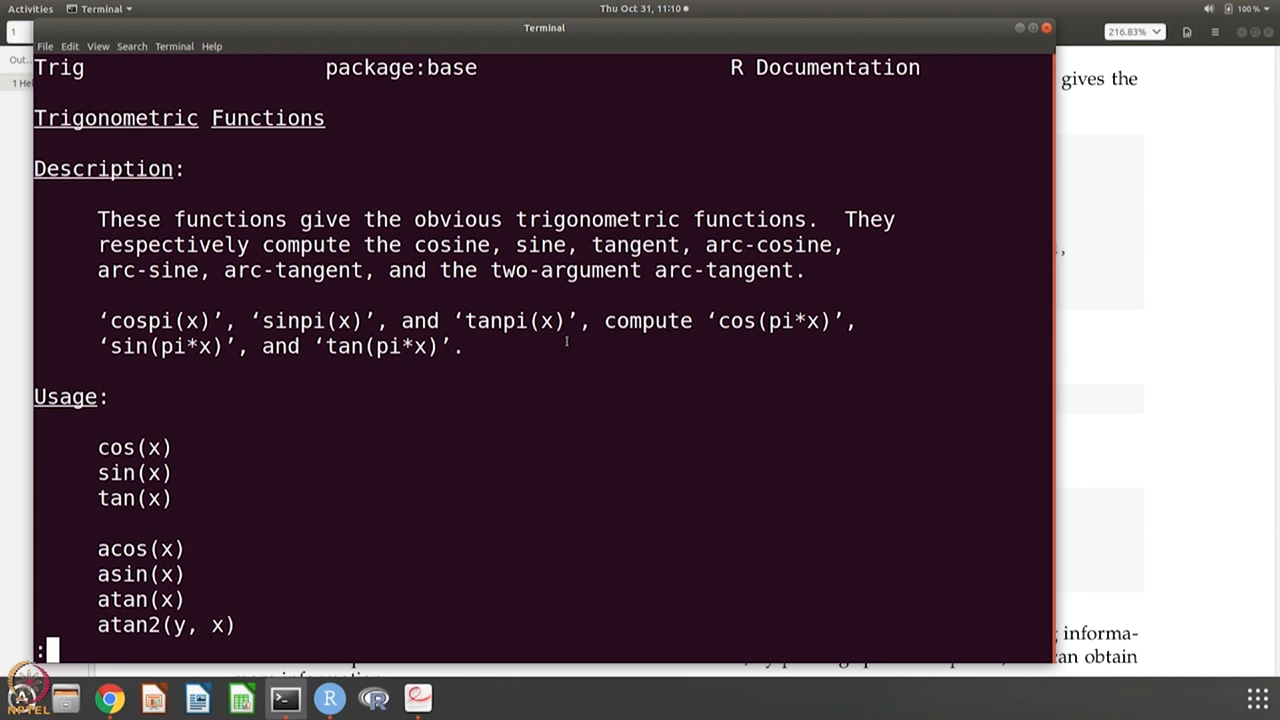 Activities Terminal Thu Oct 31, 11:10 100 %
Terminal
1 216.83%
File Edit View Search Terminal Help
Out..
1 Hel
Trig package:base R Documentation
gives the
Trigonometric Functions
Description:
These functions give the obvious trigonometric functions. They
respectively compute the cosine, sine, tangent, arc-cosine,
arc-sine, arc-tangent, and the two-argument arc-tangent.
‘cospi(x)’, ‘sinpi(x)’, and ‘tanpi(x)’, compute ‘cos(pi*x)’,
‘sin(pi*x)’, and ‘tan(pi*x)’.
Usage:
cos(x)
sin(x)
tan(x)
acos(x)
asin(x)
atan(x)
atan2(y, x)
:
informa-
can obtain
NPTEL